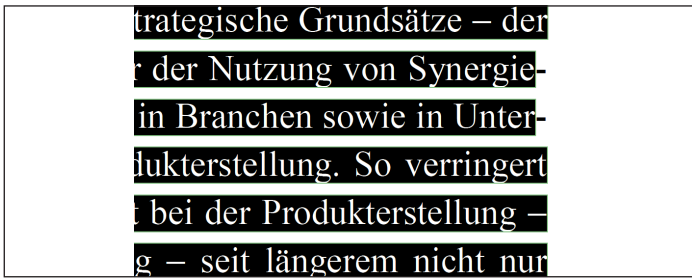 trategische Grundsätze – der
r der Nutzung von Synergie-
in Branchen sowie in Unter-
dukterstellung. So verringert
t bei der Produkterstellung –
g – seit längerem nicht nur